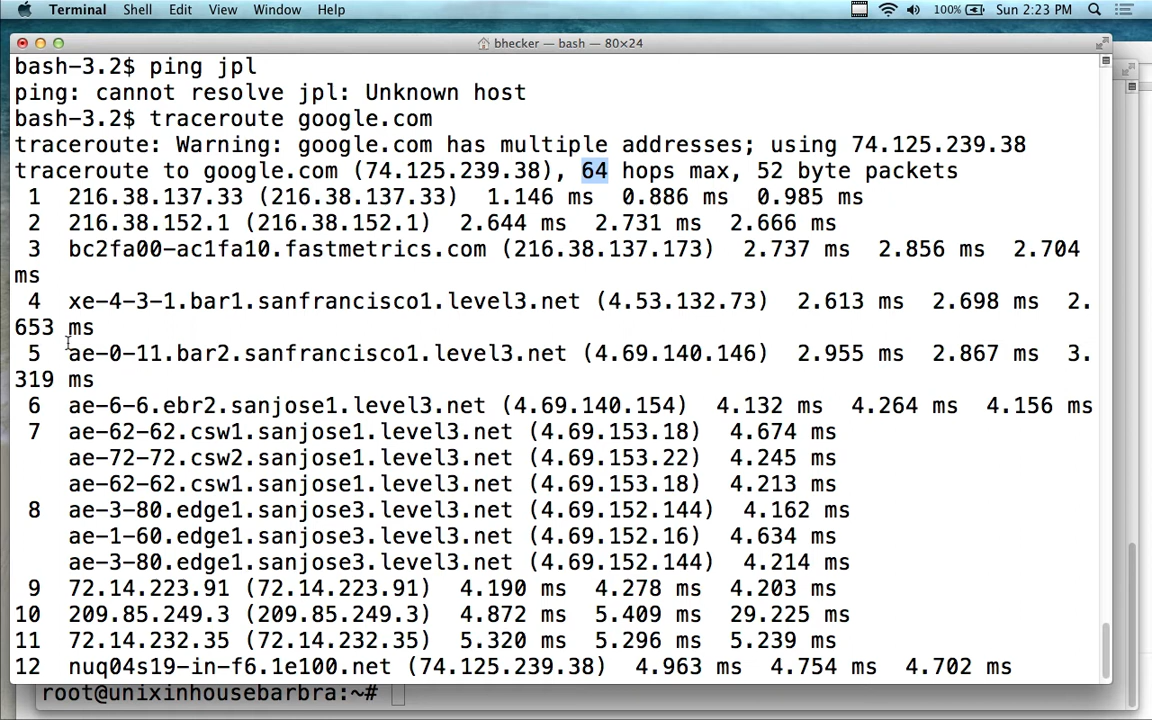 Terminal Shell Edit View Window Help 100% Sun 2:23 PM
bhecker — bash — 80×24
bash-3.2$ ping jpl
ping: cannot resolve jpl: Unknown host
bash-3.2$ traceroute google.com
traceroute: Warning: google.com has multiple addresses; using 74.125.239.38
traceroute to google.com (74.125.239.38), 64 hops max, 52 byte packets
 1  216.38.137.33 (216.38.137.33)  1.146 ms  0.886 ms  0.985 ms
 2  216.38.152.1 (216.38.152.1)  2.644 ms  2.731 ms  2.666 ms
 3  bc2fa00-ac1fa10.fastmetrics.com (216.38.137.173)  2.737 ms  2.856 ms  2.704
ms
 4  xe-4-3-1.bar1.sanfrancisco1.level3.net (4.53.132.73)  2.613 ms  2.698 ms  2.
653 ms
 5  ae-0-11.bar2.sanfrancisco1.level3.net (4.69.140.146)  2.955 ms  2.867 ms  3.
319 ms
 6  ae-6-6.ebr2.sanjose1.level3.net (4.69.140.154)  4.132 ms  4.264 ms  4.156 ms
 7  ae-62-62.csw1.sanjose1.level3.net (4.69.153.18)  4.674 ms
    ae-72-72.csw2.sanjose1.level3.net (4.69.153.22)  4.245 ms
    ae-62-62.csw1.sanjose1.level3.net (4.69.153.18)  4.213 ms
 8  ae-3-80.edge1.sanjose3.level3.net (4.69.152.144)  4.162 ms
    ae-1-60.edge1.sanjose3.level3.net (4.69.152.16)  4.634 ms
    ae-3-80.edge1.sanjose3.level3.net (4.69.152.144)  4.214 ms
 9  72.14.223.91 (72.14.223.91)  4.190 ms  4.278 ms  4.203 ms
10  209.85.249.3 (209.85.249.3)  4.872 ms  5.409 ms  29.225 ms
11  72.14.232.35 (72.14.232.35)  5.320 ms  5.296 ms  5.239 ms
12  nuq04s19-in-f6.1e100.net (74.125.239.38)  4.963 ms  4.754 ms  4.702 ms
root@unixinhousebarbra:~#